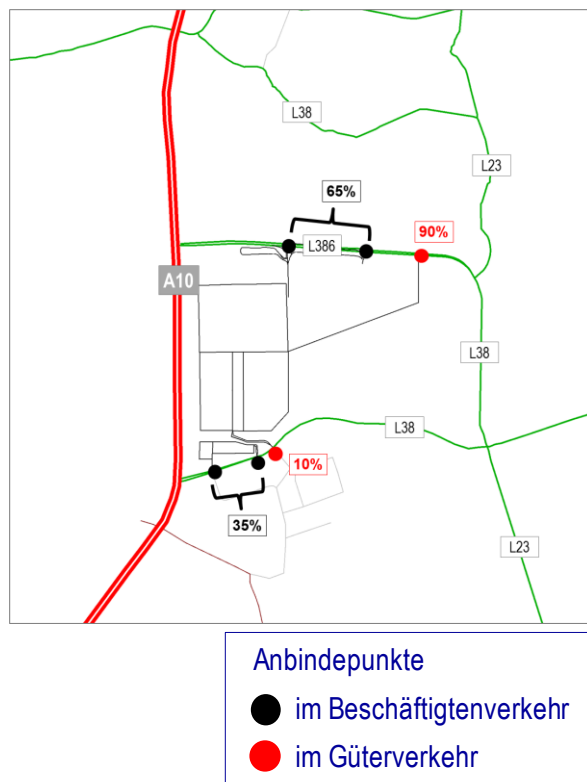 L38
L23
65%
90%
L386
A10
L38
L38
10%
35%
L23
Anbindepunkte
im Beschäftigtenverkehr
im Güterverkehr